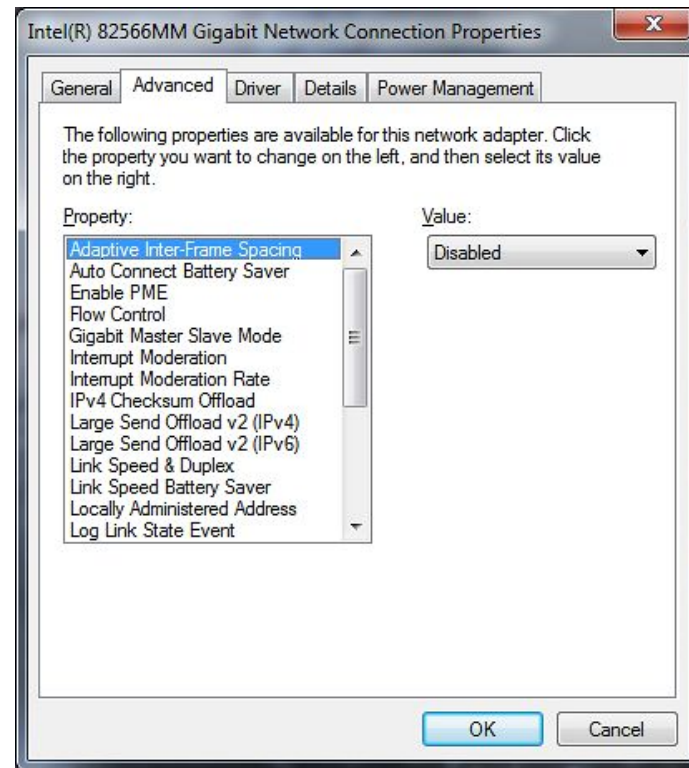 Intel(R) 82566MM Gigabit Network Connection Properties
General Advanced Driver Details Power Management
The following properties are available for this network adapter. Click
the property you want to change on the left, and then select its value
on the right.
Property: Value:
Adaptive Inter-Frame Spacing Disabled
Auto Connect Battery Saver
Enable PME
Flow Control
Gigabit Master Slave Mode
Interrupt Moderation
Interrupt Moderation Rate
IPv4 Checksum Offload
Large Send Offload v2 (IPv4)
Large Send Offload v2 (IPv6)
Link Speed & Duplex
Link Speed Battery Saver
Locally Administered Address
Log Link State Event
OK Cancel